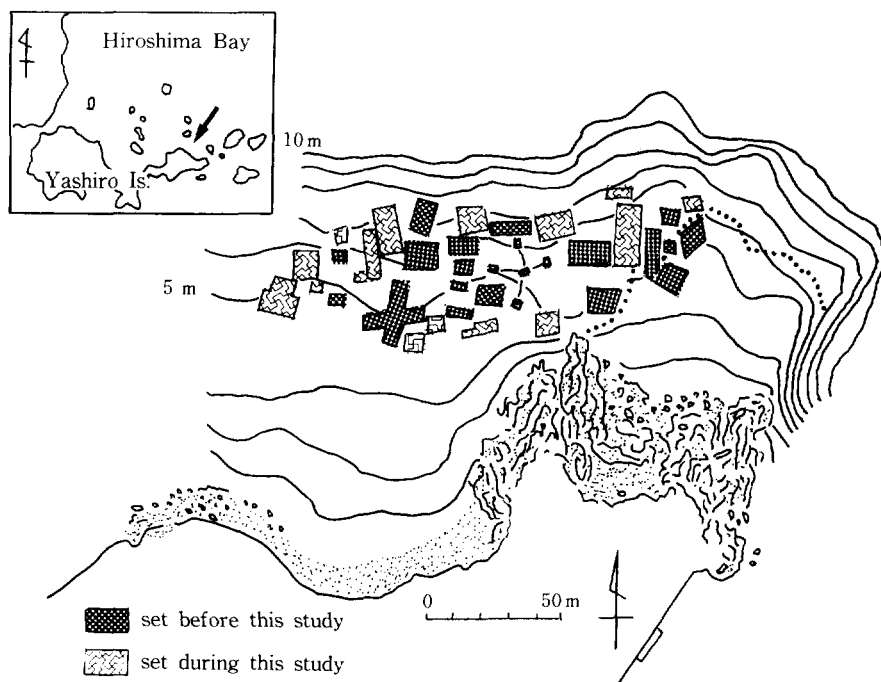 Hiroshima Bay
Yashiro Is.
10 m
5 m
0 50 m
set before this study
set during this study